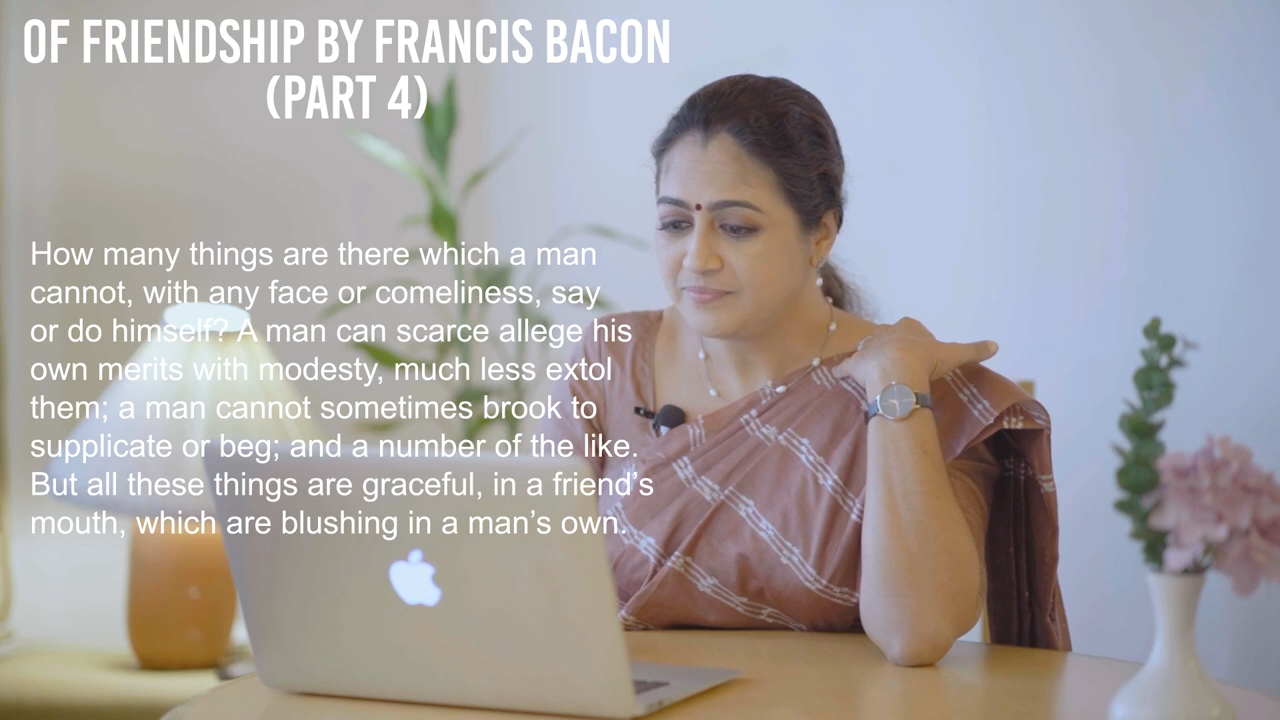 OF FRIENDSHIP BY FRANCIS BACON
(PART 4)
How many things are there which a man
cannot, with any face or comeliness, say
or do himself? A man can scarce allege his
own merits with modesty, much less extol
them; a man cannot sometimes brook to
supplicate or beg; and a number of the like.
But all these things are graceful, in a friend’s
mouth, which are blushing in a man’s own.